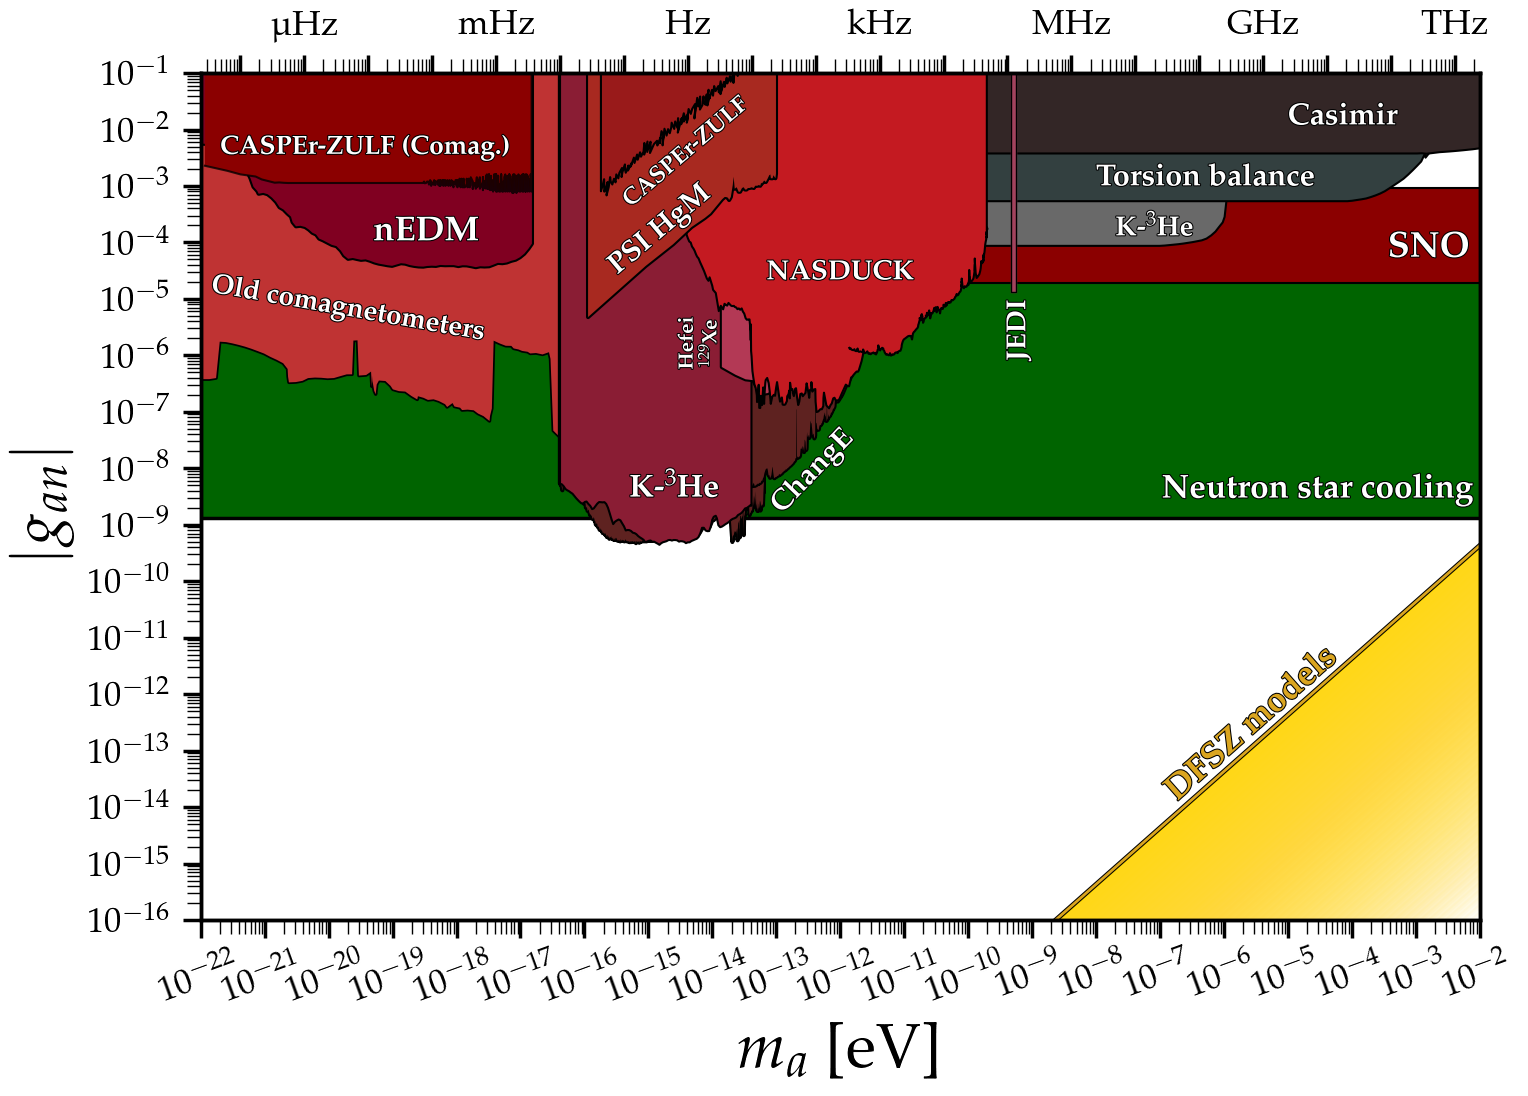 μHz mHz Hz kHz MHz GHz THz
10⁻¹
10⁻²
10⁻³
10⁻⁴
10⁻⁵
10⁻⁶
10⁻⁷
10⁻⁸
10⁻⁹
10⁻¹⁰
10⁻¹¹
10⁻¹²
10⁻¹³
10⁻¹⁴
10⁻¹⁵
10⁻¹⁶
|gₐₙ|
CASPEr-ZULF (Comag.)
nEDM
Old comagnetometers
CASPEr-ZULF
PSI HgM
NASDUCK
Hefei
¹²⁹Xe
K-³He
ChangE
Casimir
Torsion balance
K-³He
SNO
JEDI
Neutron star cooling
DFSZ models
10⁻²² 10⁻²¹ 10⁻²⁰ 10⁻¹⁹ 10⁻¹⁸ 10⁻¹⁷ 10⁻¹⁶ 10⁻¹⁵ 10⁻¹⁴ 10⁻¹³ 10⁻¹² 10⁻¹¹ 10⁻¹⁰ 10⁻⁹ 10⁻⁸ 10⁻⁷ 10⁻⁶ 10⁻⁵ 10⁻⁴ 10⁻³ 10⁻²
mₐ [eV]